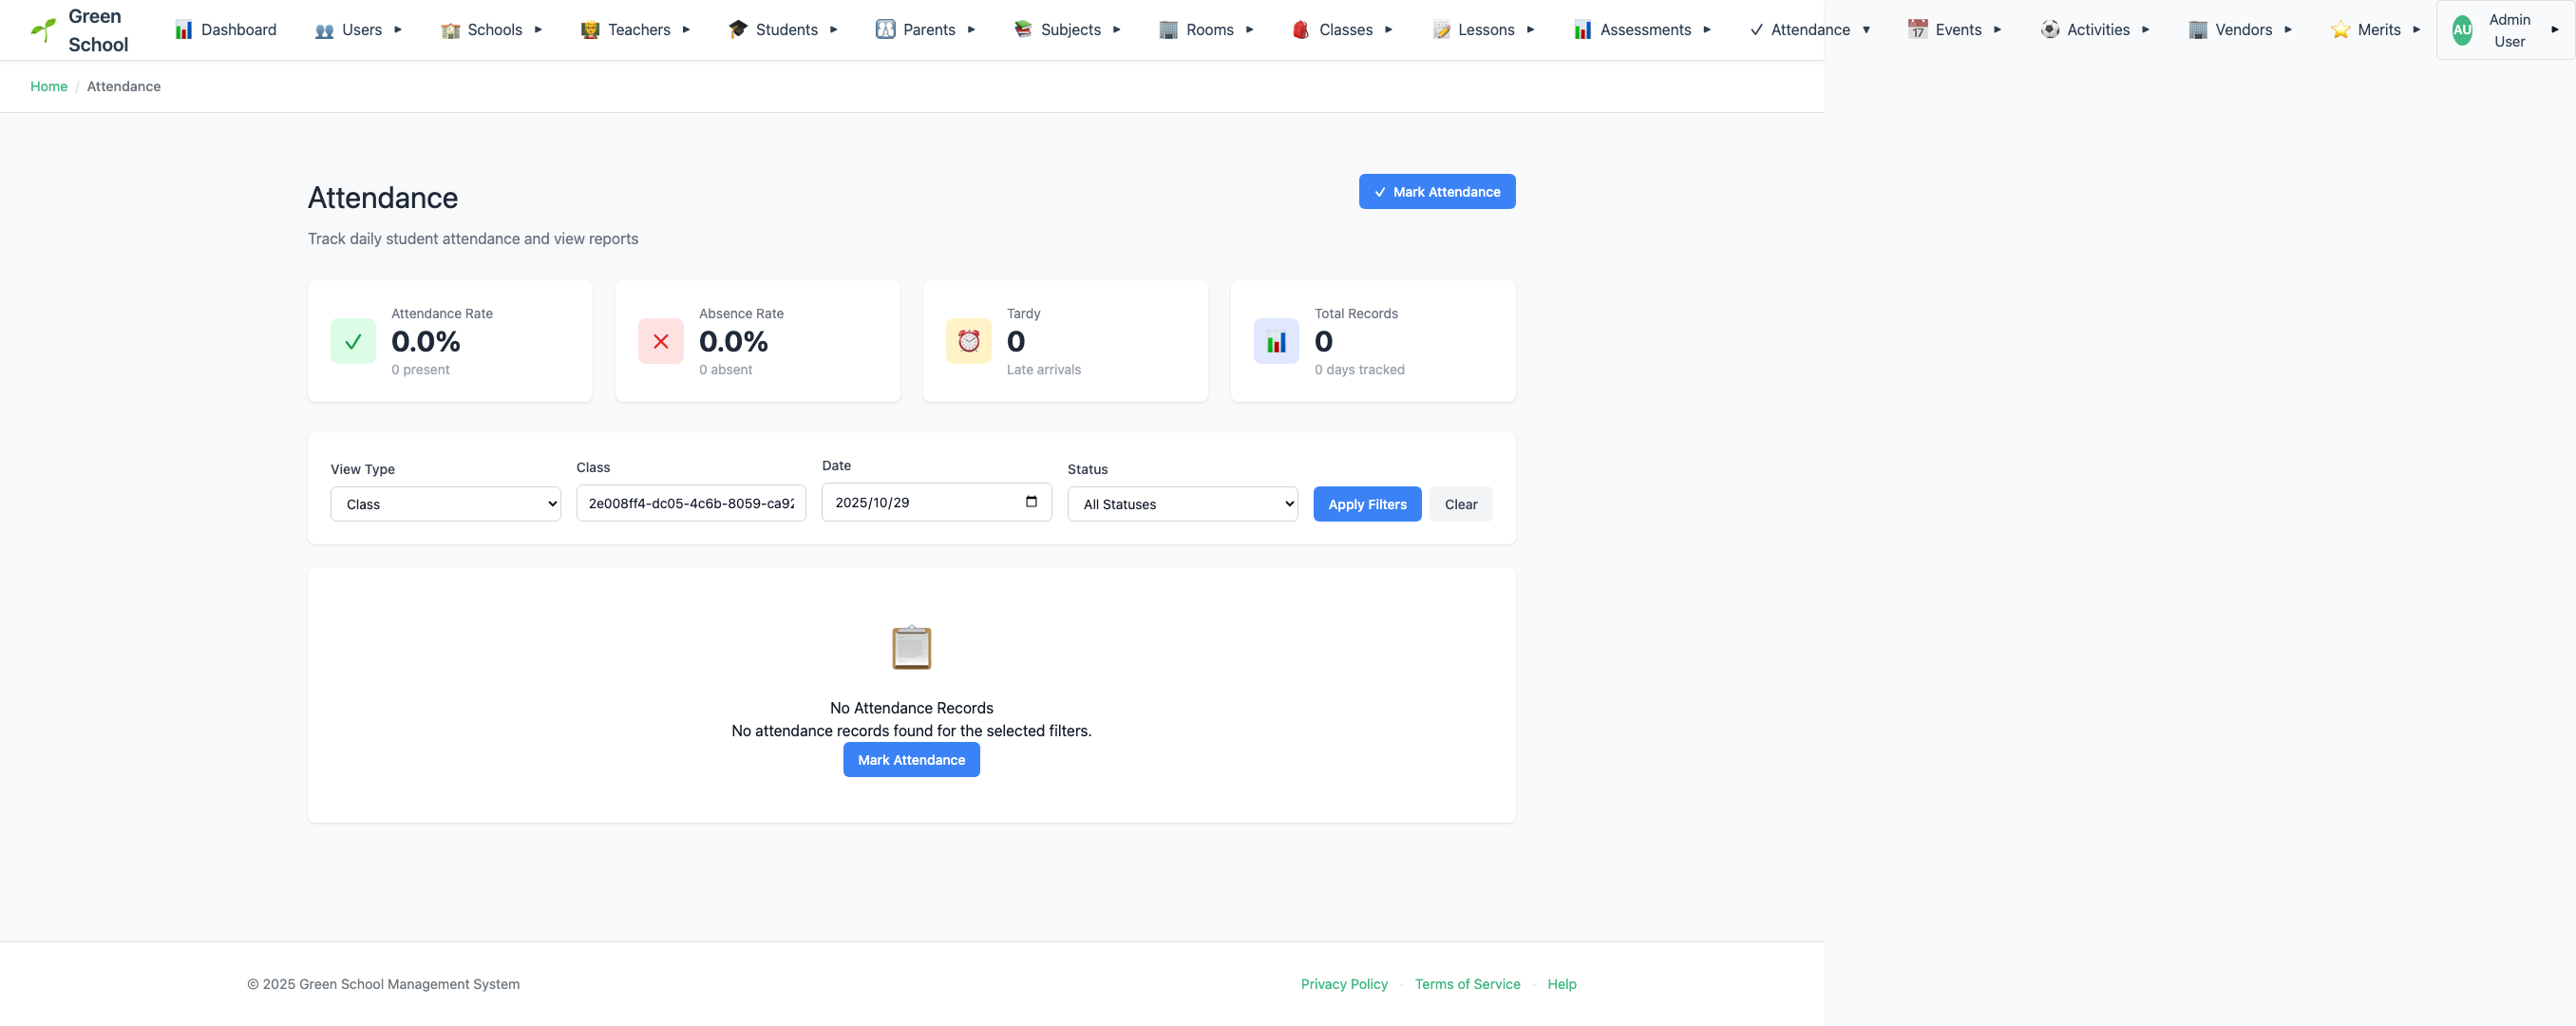 Green School
Dashboard
Users
Schools
Teachers
Students
Parents
Subjects
Rooms
Classes
Lessons
Assessments
Attendance
Events
Activities
Vendors
Merits
AU
Admin User
Home / Attendance
Attendance
Mark Attendance
Track daily student attendance and view reports
Attendance Rate
0.0%
0 present
Absence Rate
0.0%
0 absent
Tardy
0
Late arrivals
Total Records
0
0 days tracked
View Type
Class
Class
2e008ff4-dc05-4c6b-8059-ca92
Date
2025/10/29
Status
All Statuses
Apply Filters
Clear
No Attendance Records
No attendance records found for the selected filters.
Mark Attendance
© 2025 Green School Management System
Privacy Policy · Terms of Service · Help